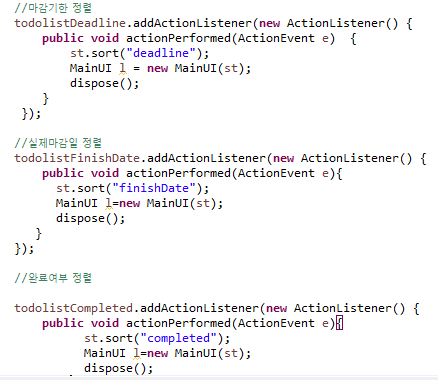 //마감기한 정렬
todolistDeadline.addActionListener(new ActionListener() {
public void actionPerformed(ActionEvent e)  {
st.sort("deadline");
MainUI l = new MainUI(st);
dispose();
}
});
//실제마감일 정렬
todolistFinishDate.addActionListener(new ActionListener() {
public void actionPerformed(ActionEvent e){
st.sort("finishDate");
MainUI l=new MainUI(st);
dispose();
}
});
//완료여부 정렬
todolistCompleted.addActionListener(new ActionListener() {
public void actionPerformed(ActionEvent e){
st.sort("completed");
MainUI l=new MainUI(st);
dispose();